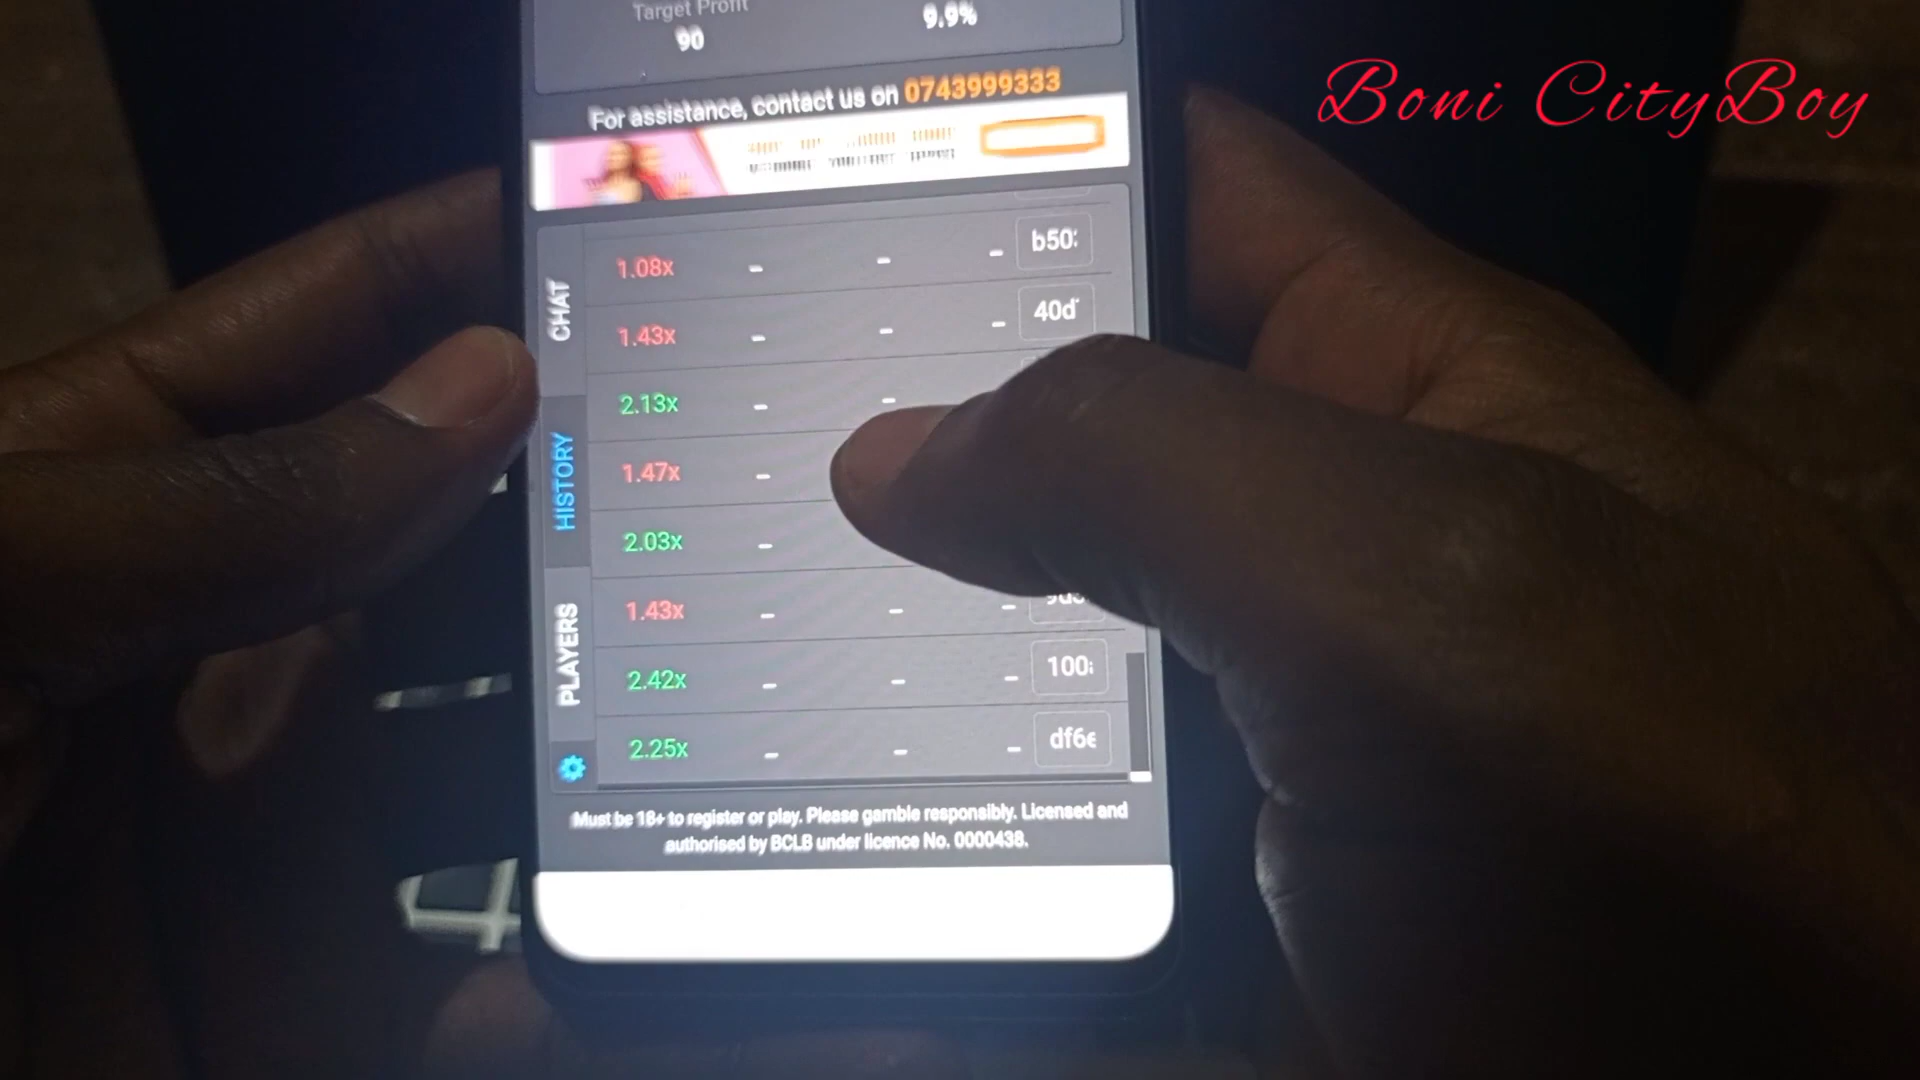 Boni CityBoy
Target Profit
90
9.9%
For assistance, contact us on 0743999333
CHAT
HISTORY
PLAYERS
1.08x - - - b50
1.43x - - - 40d
2.13x - -
1.47x -
2.03x -
1.43x - - -
2.42x - - - 100
2.25x - - - df6
Must be 18+ to register or play. Please gamble responsibly. Licensed and
authorised by BCLB under licence No. 0000438.